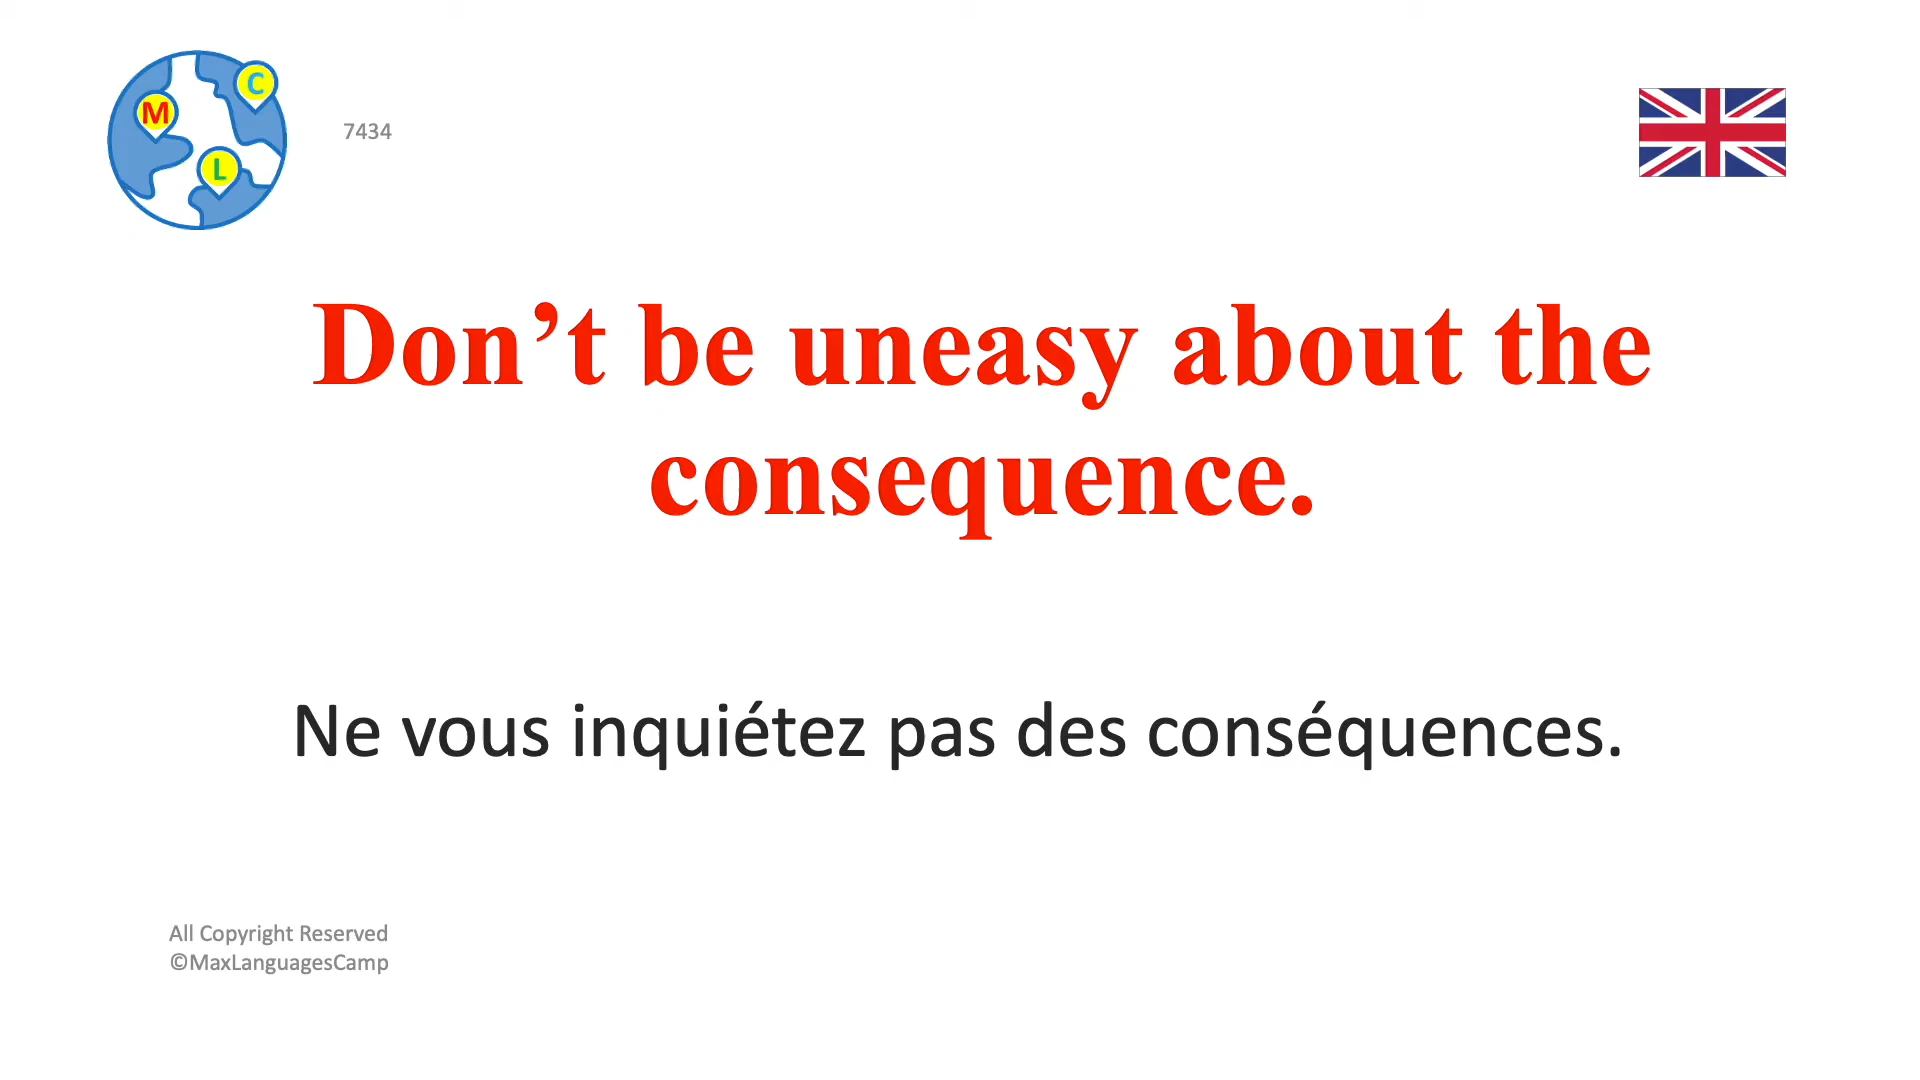 M
C
L
7434
Don’t be uneasy about the
consequence.
Ne vous inquiétez pas des conséquences.
All Copyright Reserved
©MaxLanguagesCamp